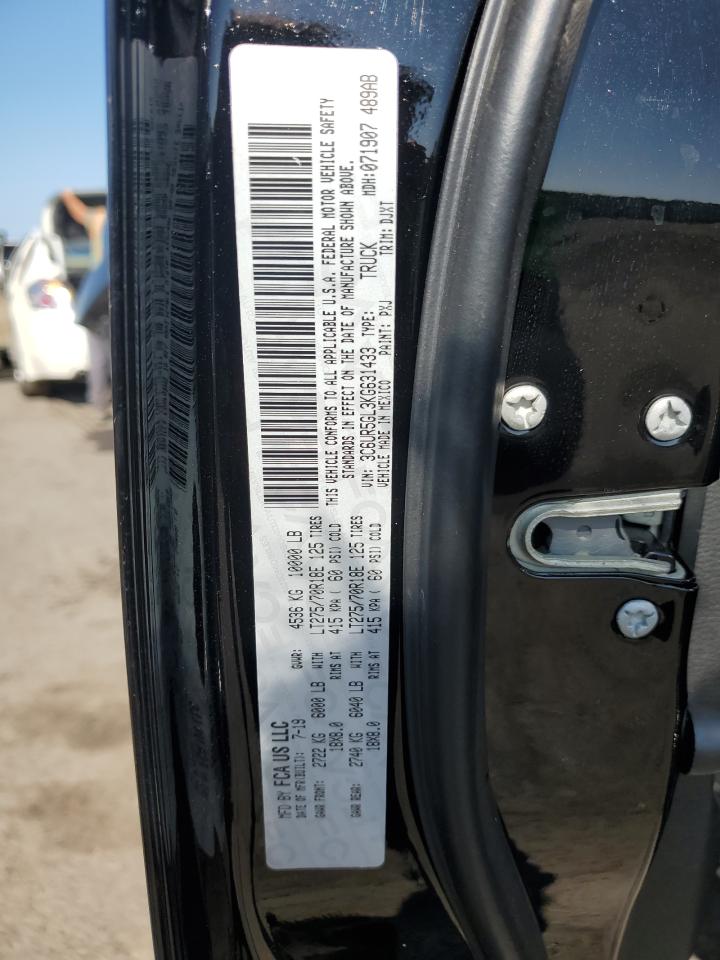 MFD BY FCA US LLC
DATE OF MFR(BUILT): 7-19 GVWR: 4536 KG 10000 LB
GAWR FRONT: 2722 KG 6000 LB WITH LT275/70R18E 125 TIRES
18X8.0 RIMS AT 415 KPA ( 60 PSI) COLD
GAWR REAR: 2740 KG 6040 LB WITH LT275/70R18E 125 TIRES
18X8.0 RIMS AT 415 KPA ( 60 PSI) COLD
THIS VEHICLE CONFORMS TO ALL APPLICABLE U.S.A. FEDERAL MOTOR VEHICLE SAFETY
STANDARDS IN EFFECT ON THE DATE OF MANUFACTURE SHOWN ABOVE.
VIN: 3C6UR5GL3KG631433 TYPE: TRUCK MDH:071907 489AB
VEHICLE MADE IN MEXICO PAINT: PXJ TRIM: DJXT